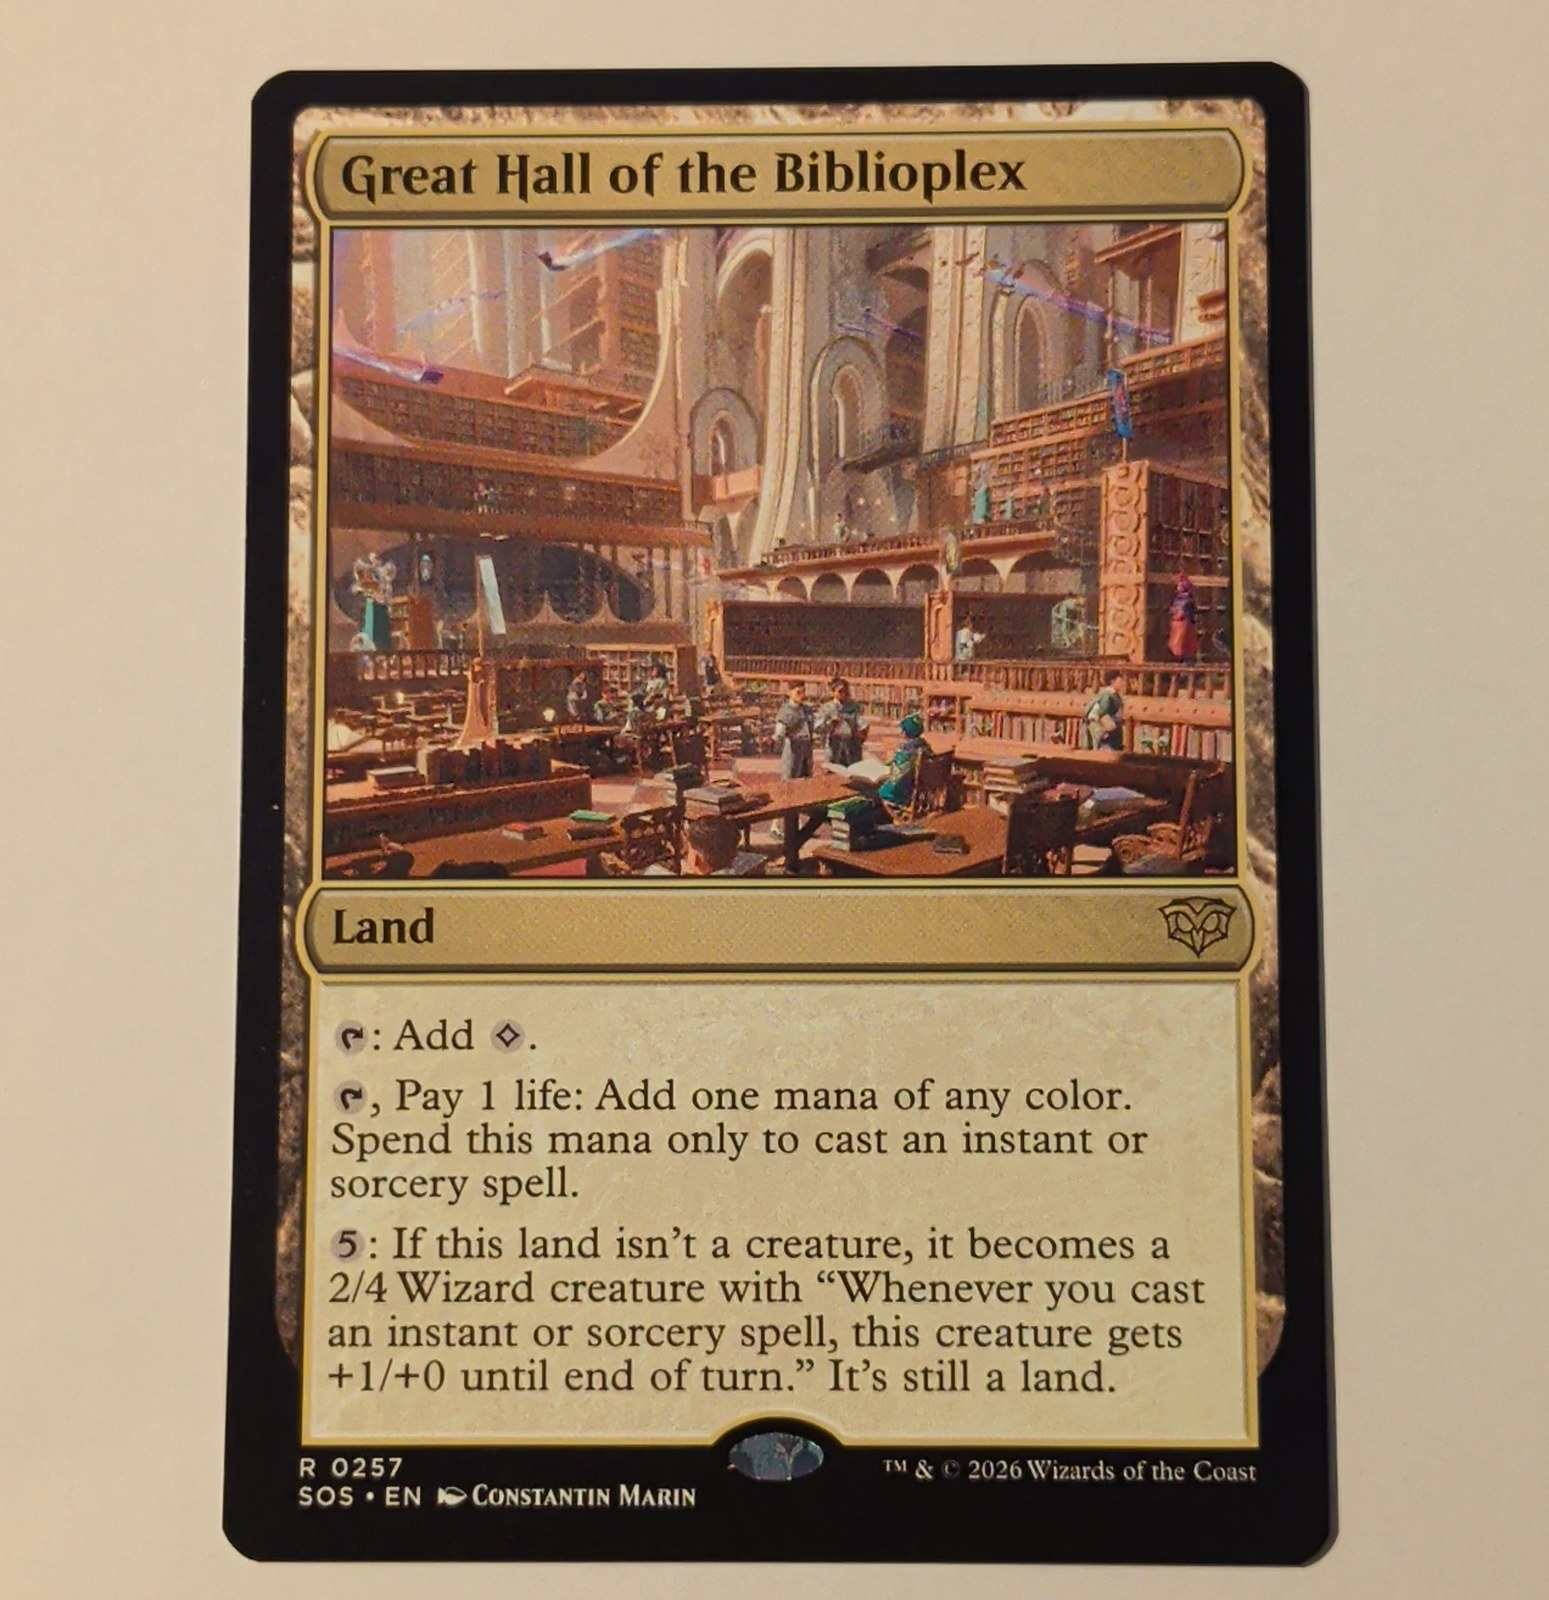 Great Hall of the Biblioplex
Land
: Add .
, Pay 1 life: Add one mana of any color.
Spend this mana only to cast an instant or
sorcery spell.
5: If this land isn’t a creature, it becomes a
2/4 Wizard creature with “Whenever you cast
an instant or sorcery spell, this creature gets
+1/+0 until end of turn.” It’s still a land.
R 0257
SOS • EN CONSTANTIN MARIN
™ & © 2026 Wizards of the Coast